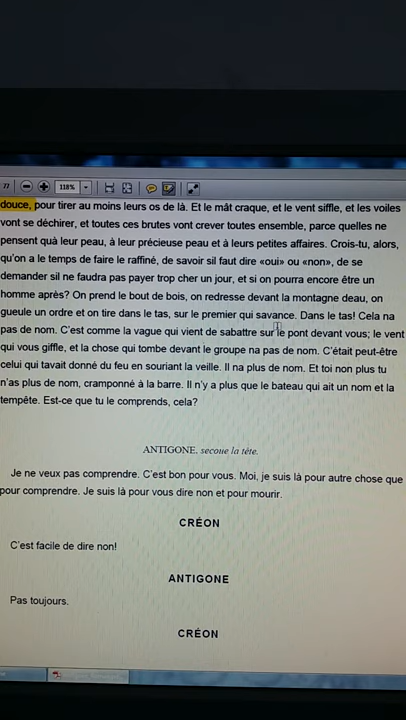 77 118%
douce, pour tirer au moins leurs os de là. Et le mât craque, et le vent siffle, et les voiles
vont se déchirer, et toutes ces brutes vont crever toutes ensemble, parce quelles ne
pensent quà leur peau, à leur précieuse peau et à leurs petites affaires. Crois-tu, alors,
qu'on a le temps de faire le raffiné, de savoir sil faut dire «oui» ou «non», de se
demander sil ne faudra pas payer trop cher un jour, et si on pourra encore être un
homme après? On prend le bout de bois, on redresse devant la montagne deau, on
gueule un ordre et on tire dans le tas, sur le premier qui savance. Dans le tas! Cela na
pas de nom. C'est comme la vague qui vient de sabattre sur le pont devant vous; le vent
qui vous giffle, et la chose qui tombe devant le groupe na pas de nom. C'était peut-être
celui qui tavait donné du feu en souriant la veille. Il na plus de nom. Et toi non plus tu
n'as plus de nom, cramponné à la barre. Il n'y a plus que le bateau qui ait un nom et la
tempête. Est-ce que tu le comprends, cela?
ANTIGONE, secoue la tête.
Je ne veux pas comprendre. C'est bon pour vous. Moi, je suis là pour autre chose que
pour comprendre. Je suis là pour vous dire non et pour mourir.
CRÉON
C'est facile de dire non!
ANTIGONE
Pas toujours.
CRÉON